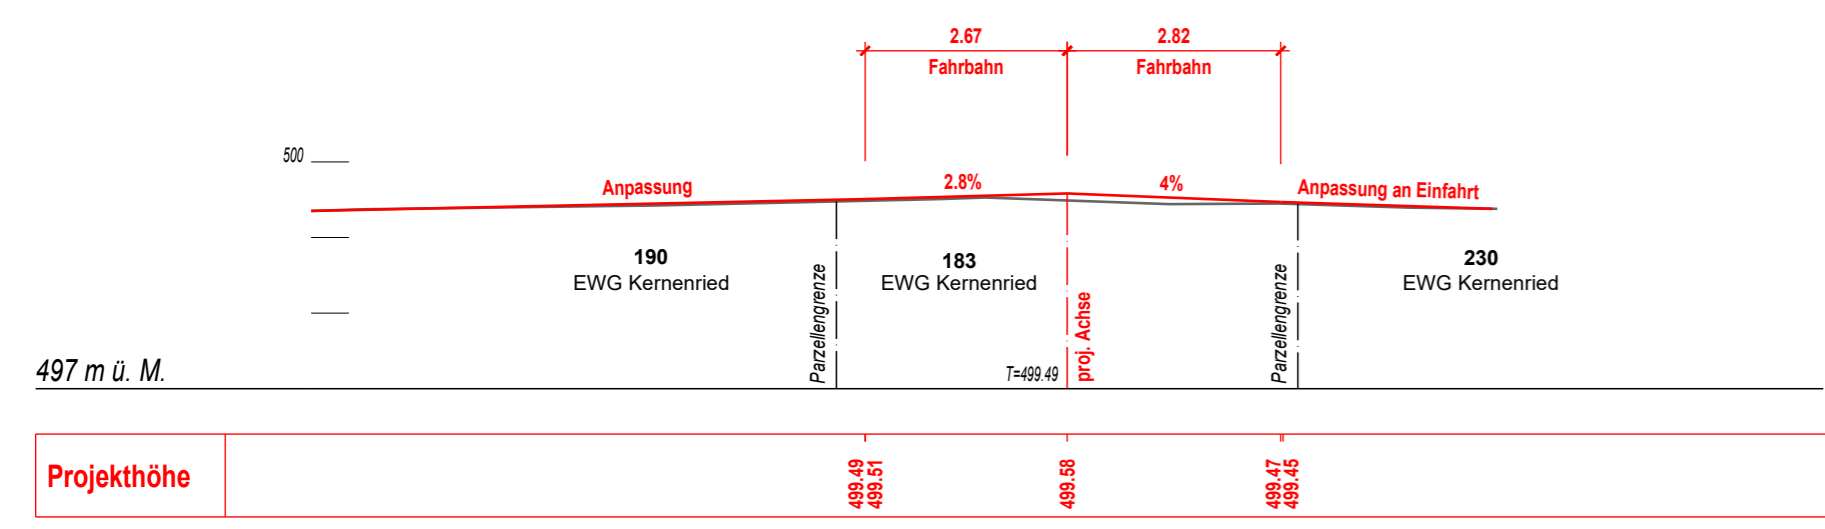 2.67
2.82
Fahrbahn
Fahrbahn
500
Anpassung
2.8%
4%
Anpassung an Einfahrt
190
EWG Kernenried
183
EWG Kernenried
230
EWG Kernenried
Parzellengrenze
proj. Achse
Parzellengrenze
497 m ü. M.
T=499.49
Projekthöhe
499.49
499.51
499.58
499.47
499.45